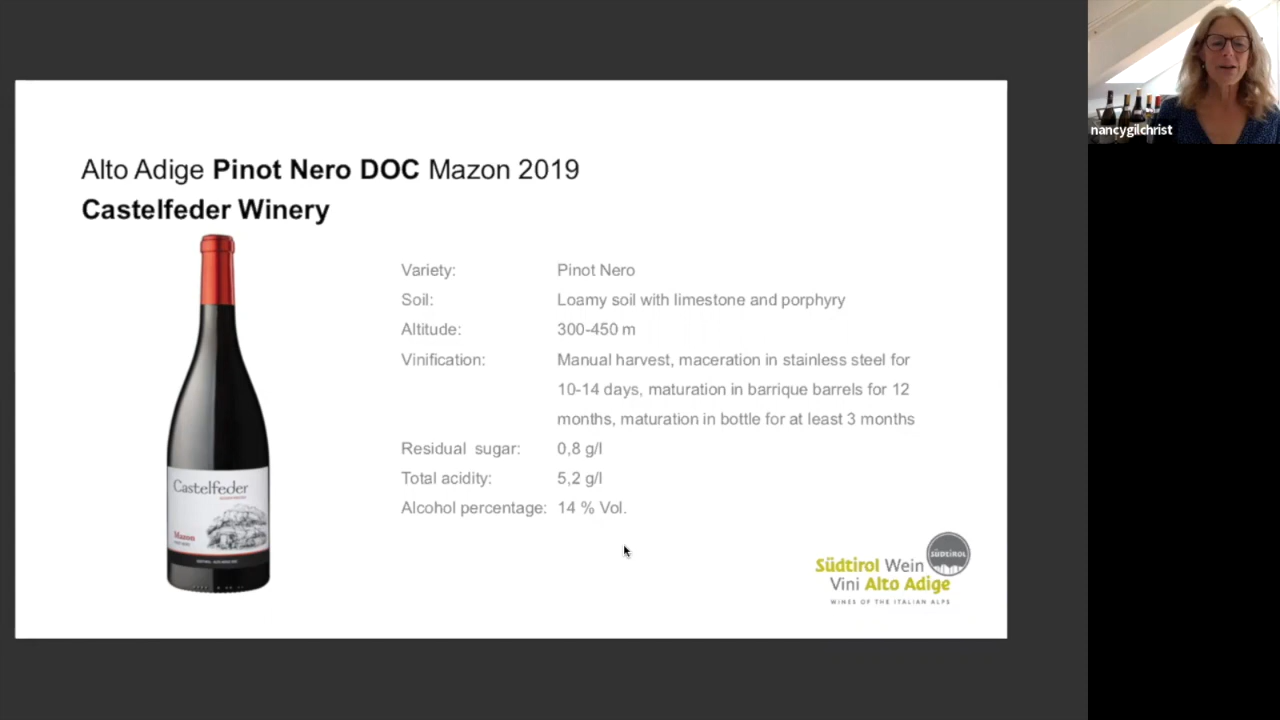 nancygilchrist
Alto Adige Pinot Nero DOC Mazon 2019
Castelfeder Winery
Variety: Pinot Nero
Soil: Loamy soil with limestone and porphyry
Altitude: 300-450 m
Vinification: Manual harvest, maceration in stainless steel for
10-14 days, maturation in barrique barrels for 12
months, maturation in bottle for at least 3 months
Residual sugar: 0,8 g/l
Total acidity: 5,2 g/l
Alcohol percentage: 14 % Vol.
Castelfeder
Mazon
SÜDTIROL
Südtirol Wein
Vini Alto Adige
WINES OF THE ITALIAN ALPS